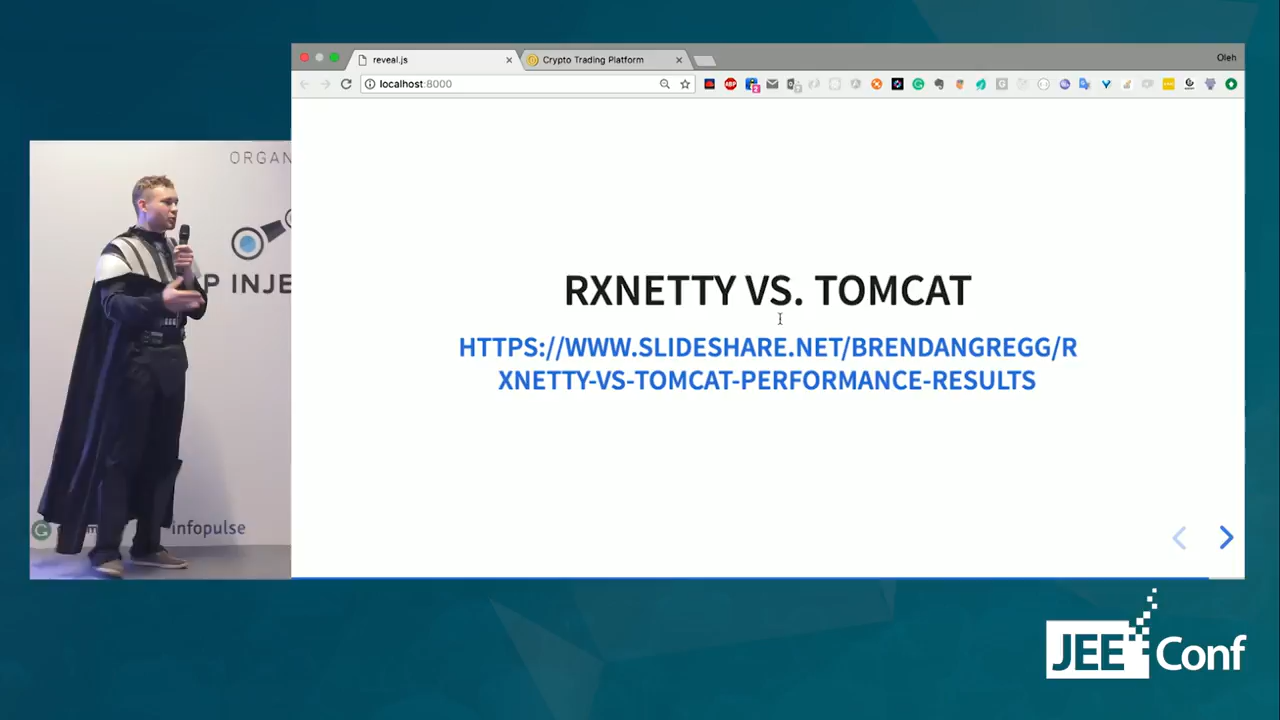 reveal.js
Crypto Trading Platform
Oleh
localhost:8000
ORGAN
P INJE
infopulse
RXNETTY VS. TOMCAT
HTTPS://WWW.SLIDESHARE.NET/BRENDANGREGG/R
XNETTY-VS-TOMCAT-PERFORMANCE-RESULTS
JEE Conf